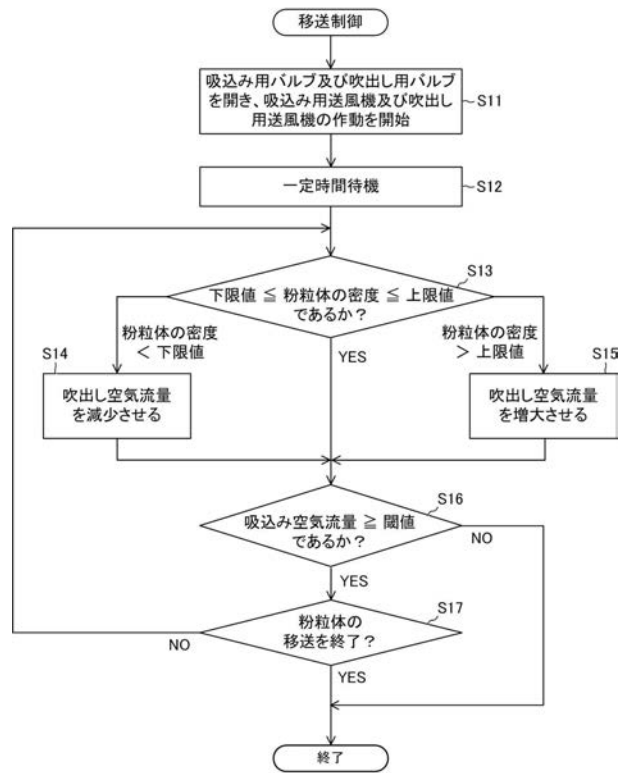 移送制御
吸込み用バルブ及び吹出し用バルブ
を開き、吸込み用送風機及び吹出し
用送風機の作動を開始
S11
一定時間待機
S12
S13
下限値 ≦ 粉粒体の密度 ≦ 上限値
であるか？
粉粒体の密度
＜ 下限値
S14
YES
粉粒体の密度
＞ 上限値
S15
吹出し空気流量
を減少させる
吹出し空気流量
を増大させる
S16
吸込み空気流量 ≧ 閾値
であるか？
NO
YES
S17
粉粒体の
移送を終了？
NO
YES
終了